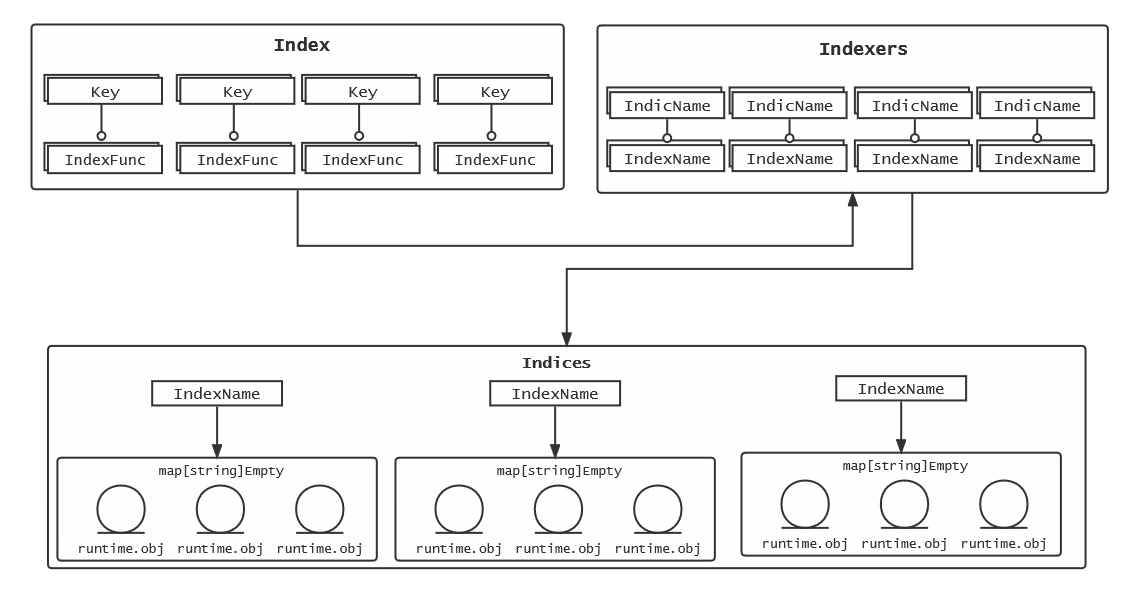 Index
Key Key Key Key
IndexFunc IndexFunc IndexFunc IndexFunc
Indexers
IndicName IndicName IndicName IndicName
IndexName IndexName IndexName IndexName
Indices
IndexName IndexName IndexName
map[string]Empty map[string]Empty map[string]Empty
runtime.obj runtime.obj runtime.obj runtime.obj runtime.obj runtime.obj runtime.obj runtime.obj runtime.obj